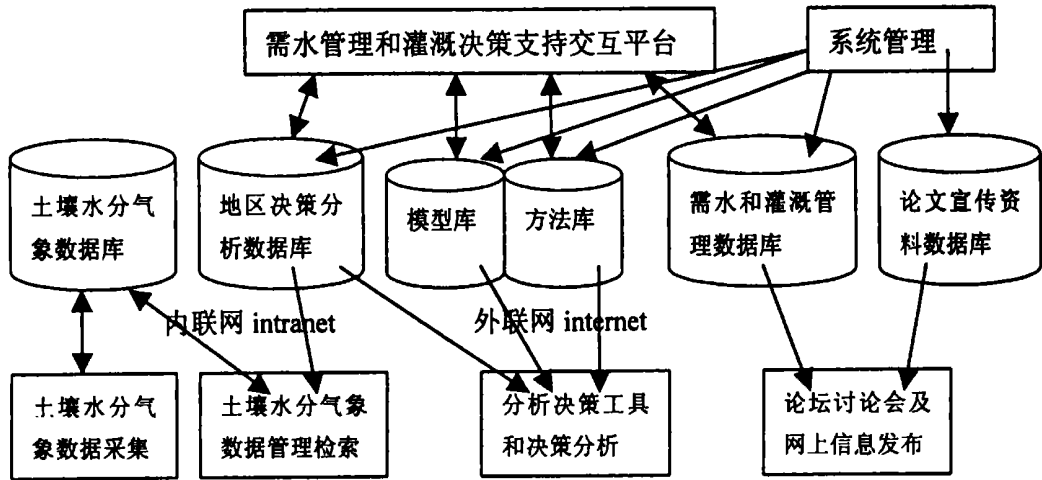 需水管理和灌溉决策支持交互平台
系统管理
土壤水分气
象数据库
地区决策分
析数据库
模型库
方法库
需水和灌溉管
理数据库
论文宣传资
料数据库
内联网 intranet
外联网 internet
土壤水分气
象数据采集
土壤水分气象
数据管理检索
分析决策工具
和决策分析
论坛讨论会及
网上信息发布